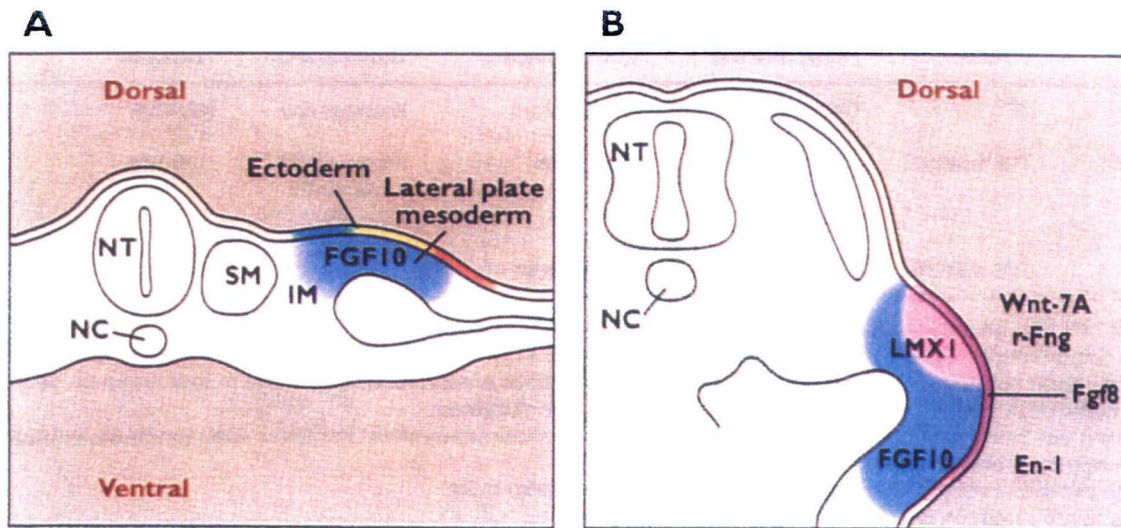 A
Dorsal
Ectoderm
Lateral plate
mesoderm
NT
FGF10
SM
IM
NC
Ventral
B
Dorsal
NT
NC
Wnt-7A
r-Fng
LMX1
Fgf8
FGF10
En-1